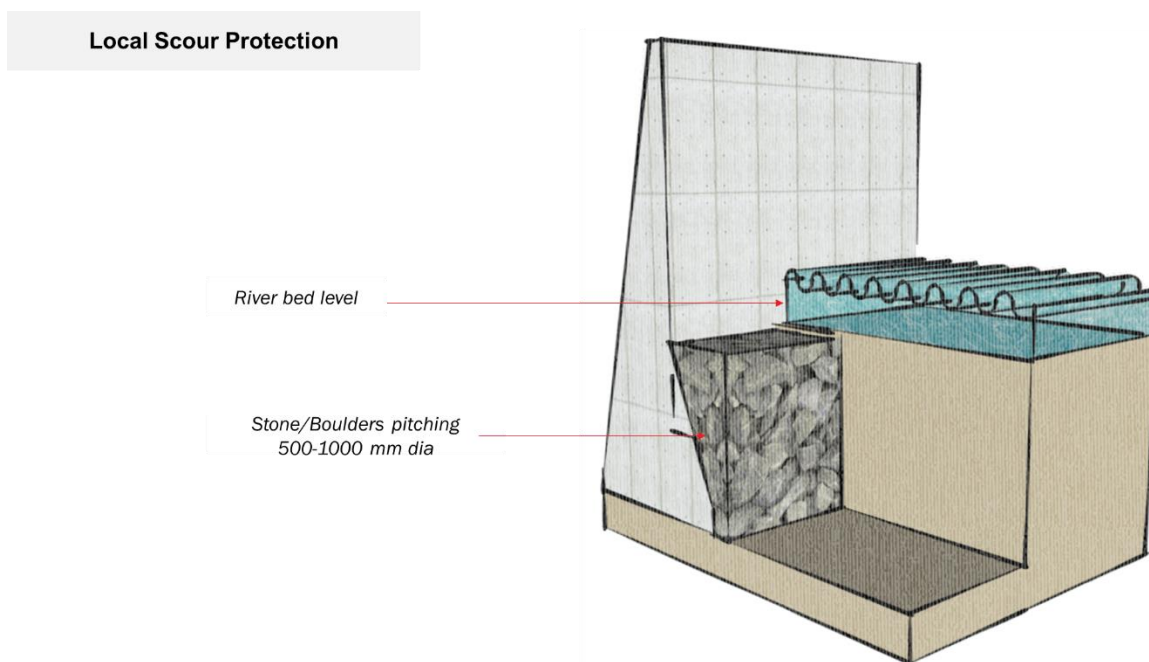 Local Scour Protection
River bed level
Stone/Boulders pitching
500-1000 mm dia